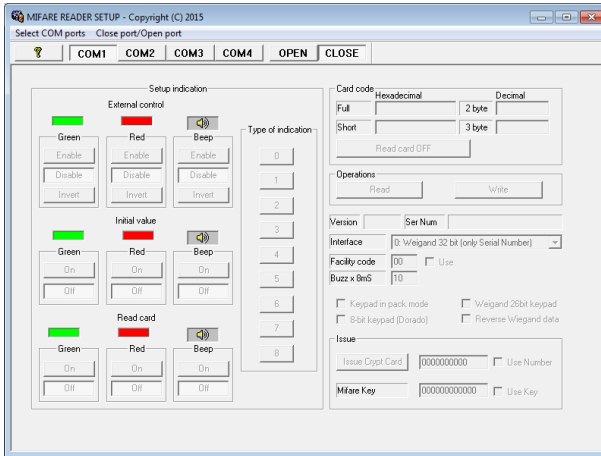 MIFARE READER SETUP - Copyright (C) 2015
Select COM ports Close port/Open port
? COM1 COM2 COM3 COM4 OPEN CLOSE
Setup indication
External control
Green Red Beep
Enable Enable Enable
Disable Disable Disable
Invert Invert Invert
Initial value
Green Red Beep
On On On
Off Off Off
Read card
Green Red Beep
On On On
Off Off Off
Type of indication
0
1
2
3
4
5
6
7
8
Card code
Hexadecimal Decimal
Full 2 byte
Short 3 byte
Read card OFF
Operations
Read Write
Version Ser Num
Interface 0: Weigand 32 bit (only Serial Number)
Facility code 00 Use
Buzz x 8mS 10
Keypad in pack mode Weigand 26bit keypad
8-bit keypad (Dorado) Reverse Wiegand data
Issue
Issue Crypt Card 0000000000 Use Number
Mifare Key 000000000000 Use Key